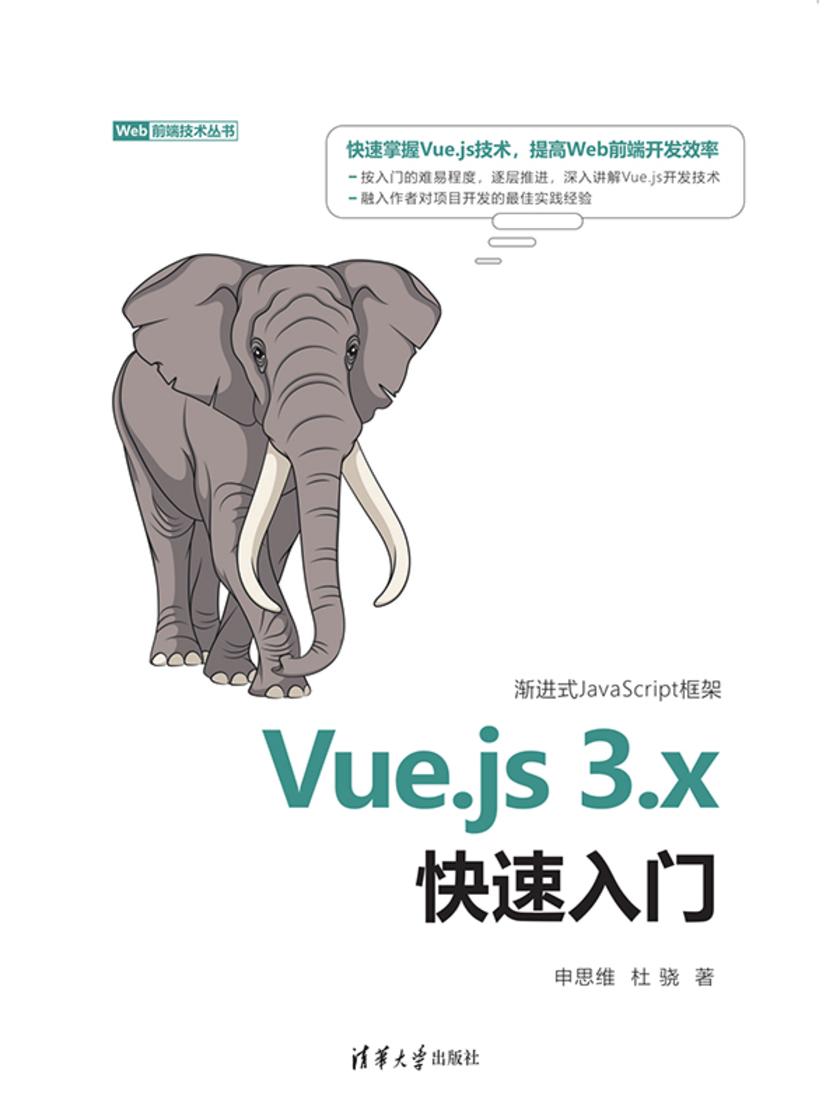 Web 前端技术丛书
快速掌握Vue.js技术，提高Web前端开发效率
- 按入门的难易程度，逐层推进，深入讲解Vue.js开发技术
- 融入作者对项目开发的最佳实践经验
渐进式JavaScript框架
Vue.js 3.x
快速入门
申思维 杜骁 著
清华大学出版社